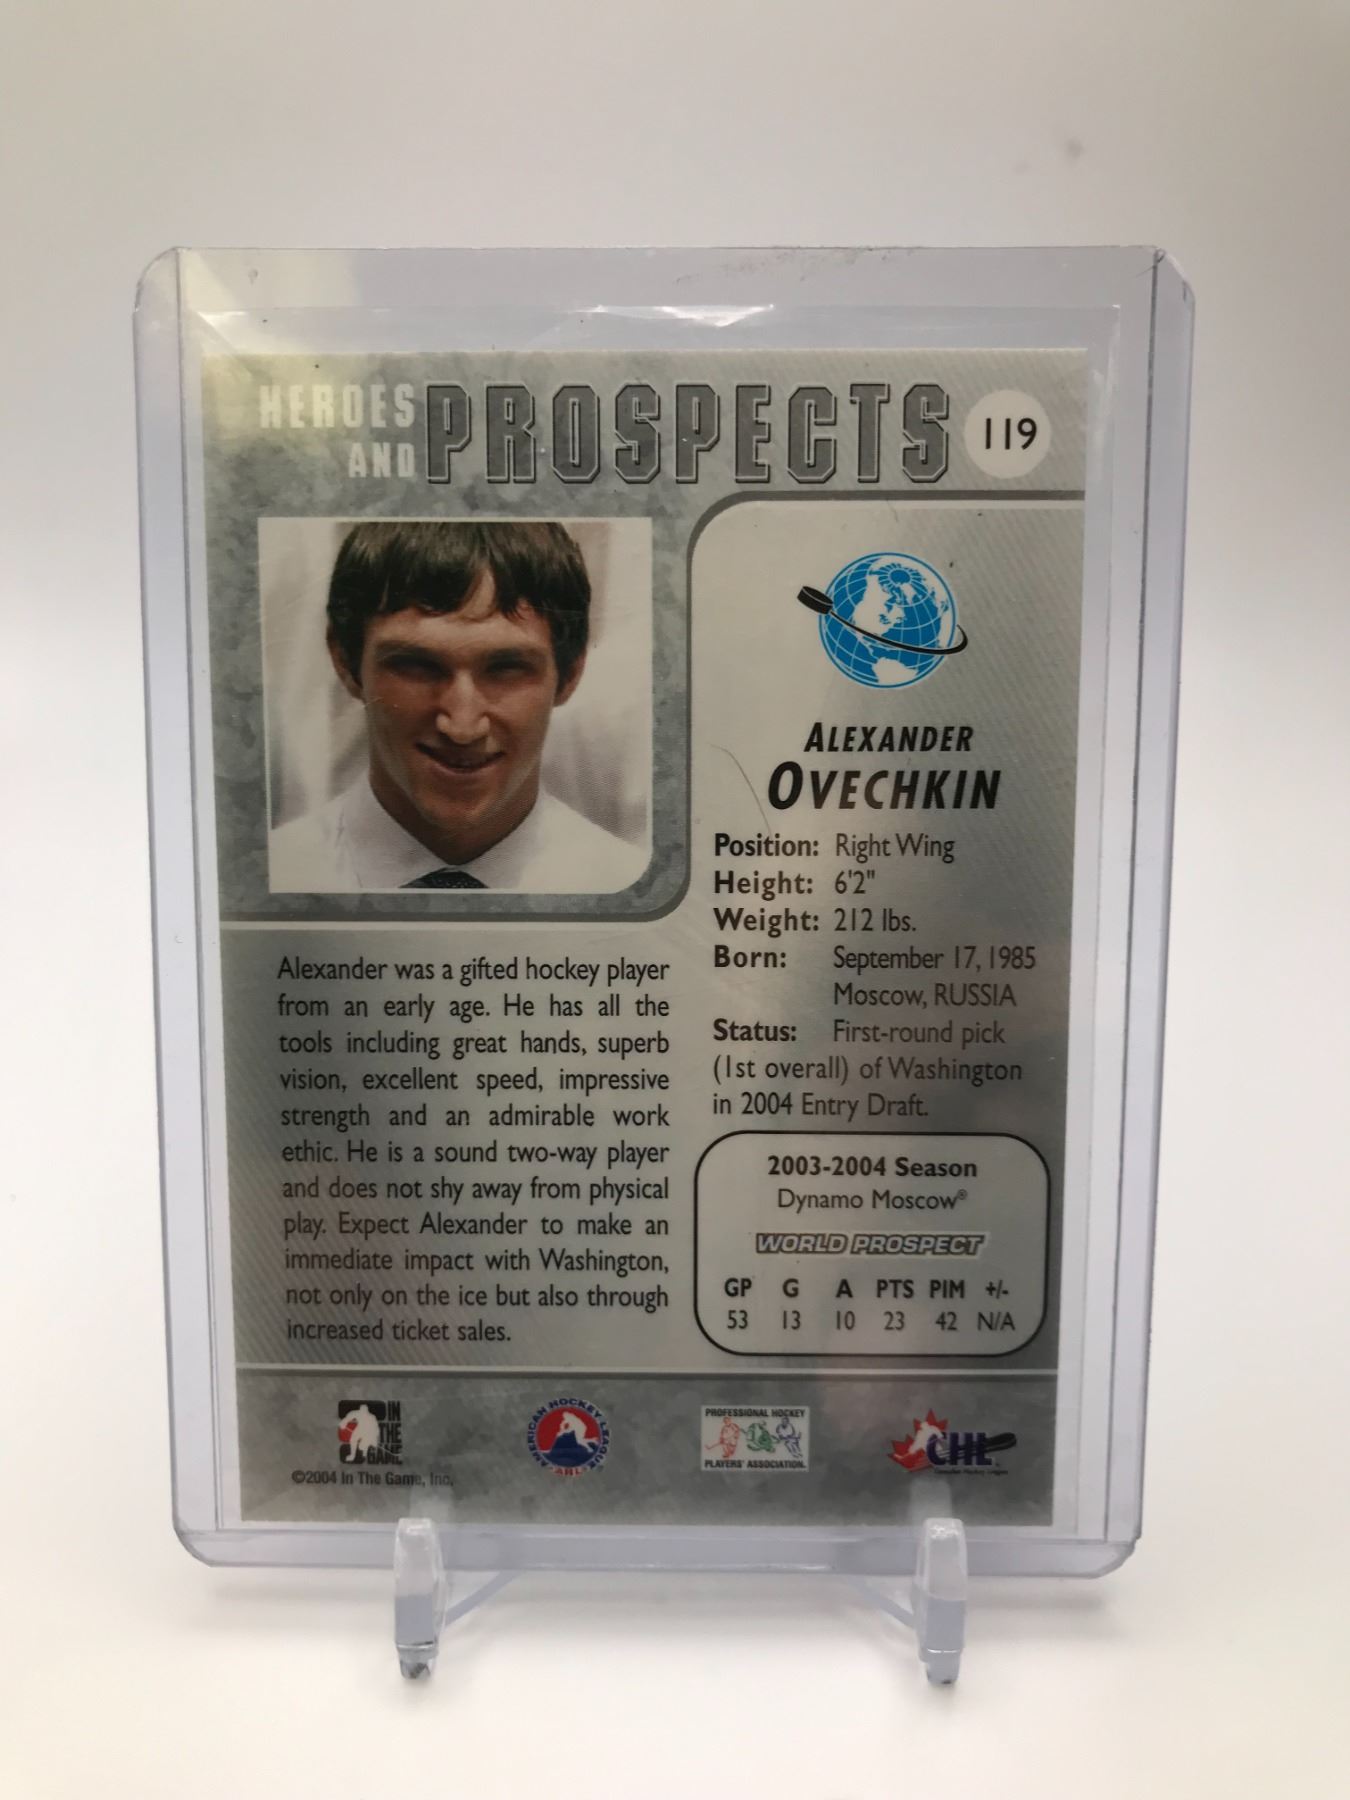 HEROES
AND
PROSPECTS
119
ALEXANDER
OVECHKIN
Position: Right Wing
Height: 6'2"
Weight: 212 lbs.
Born: September 17, 1985
Moscow, RUSSIA
Status: First-round pick
(1st overall) of Washington
in 2004 Entry Draft.
Alexander was a gifted hockey player
from an early age. He has all the
tools including great hands, superb
vision, excellent speed, impressive
strength and an admirable work
ethic. He is a sound two-way player
and does not shy away from physical
play. Expect Alexander to make an
immediate impact with Washington,
not only on the ice but also through
increased ticket sales.
2003-2004 Season
Dynamo Moscow®
WORLD PROSPECT
GP G A PTS PIM +/-
53 13 10 23 42 N/A
IN
THE
GAME
©2004 In The Game, Inc.
AMERICAN HOCKEY LEAGUE
AHL
PROFESSIONAL HOCKEY
PLAYERS' ASSOCIATION.
CHL
Canadian Hockey League